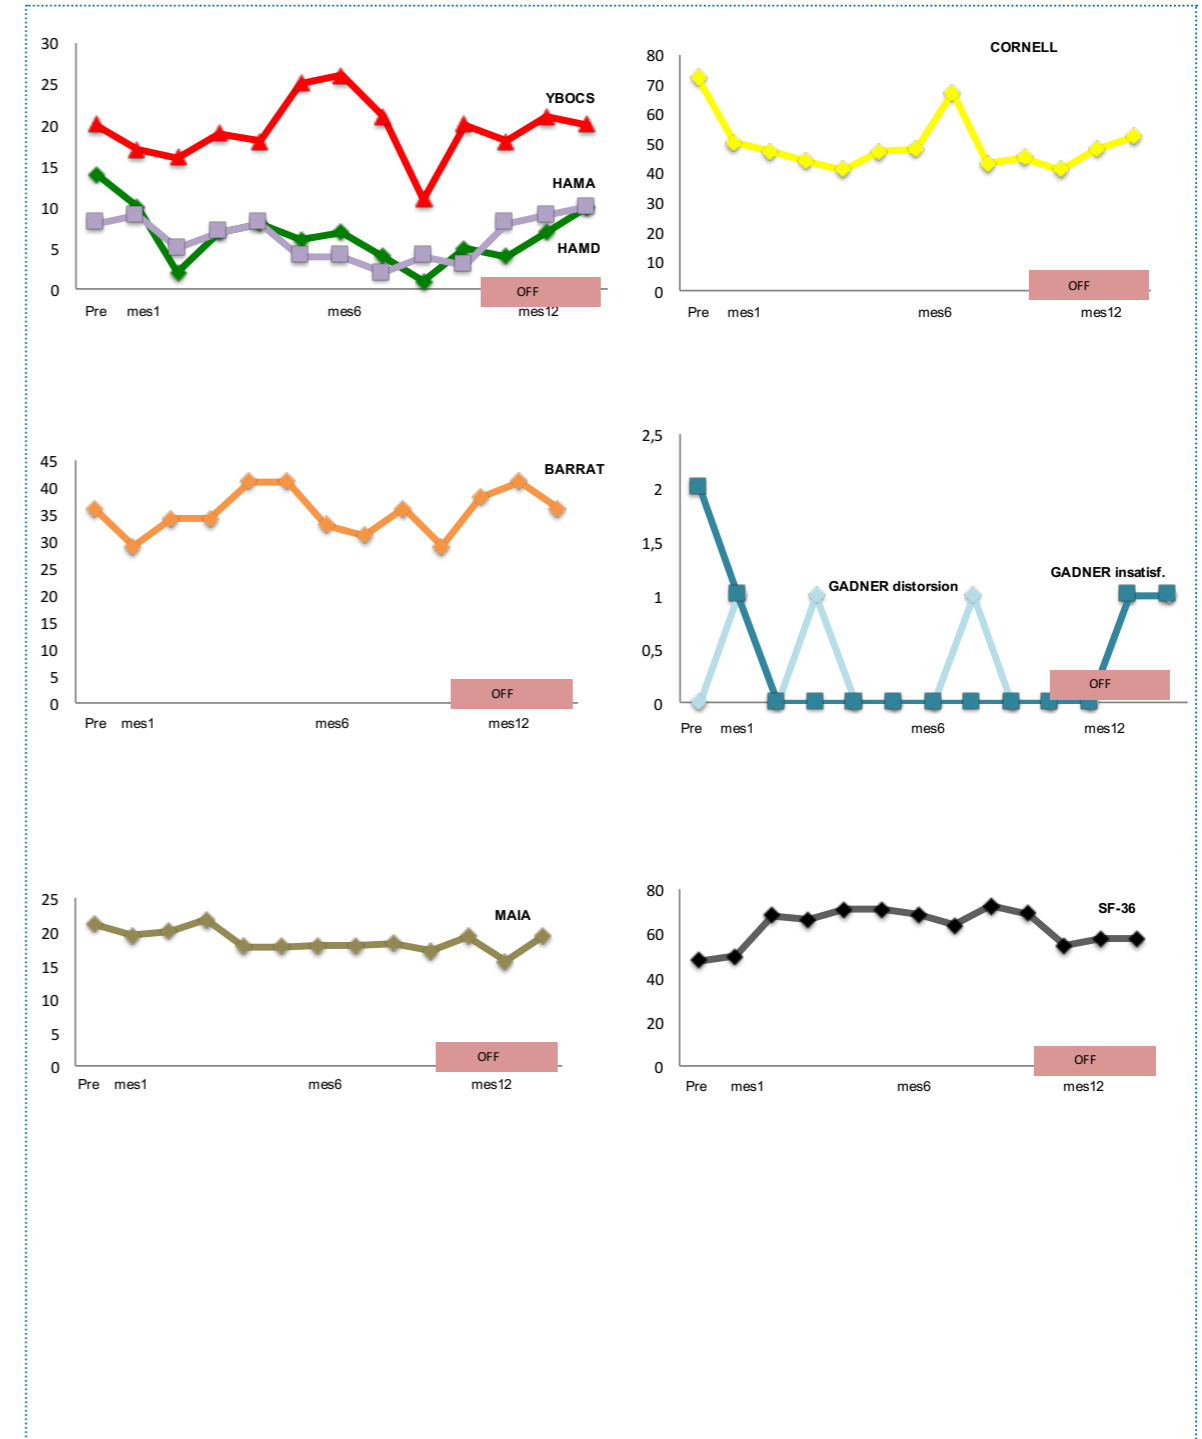 30
25
20
15
10
5
0
YBOCS
HAMA
HAMD
OFF
Pre mes1 mes6 mes12
CORNELL
80
70
60
50
40
30
20
10
0
OFF
Pre mes1 mes6 mes12
45
40
35
30
25
20
15
10
5
0
BARRAT
OFF
Pre mes1 mes6 mes12
2,5
2
1,5
1
0,5
0
GADNER distorsion
GADNER insatisf.
OFF
Pre mes1 mes6 mes12
25
20
15
10
5
0
MAIA
OFF
Pre mes1 mes6 mes12
80
60
40
20
0
SF-36
OFF
Pre mes1 mes6 mes12